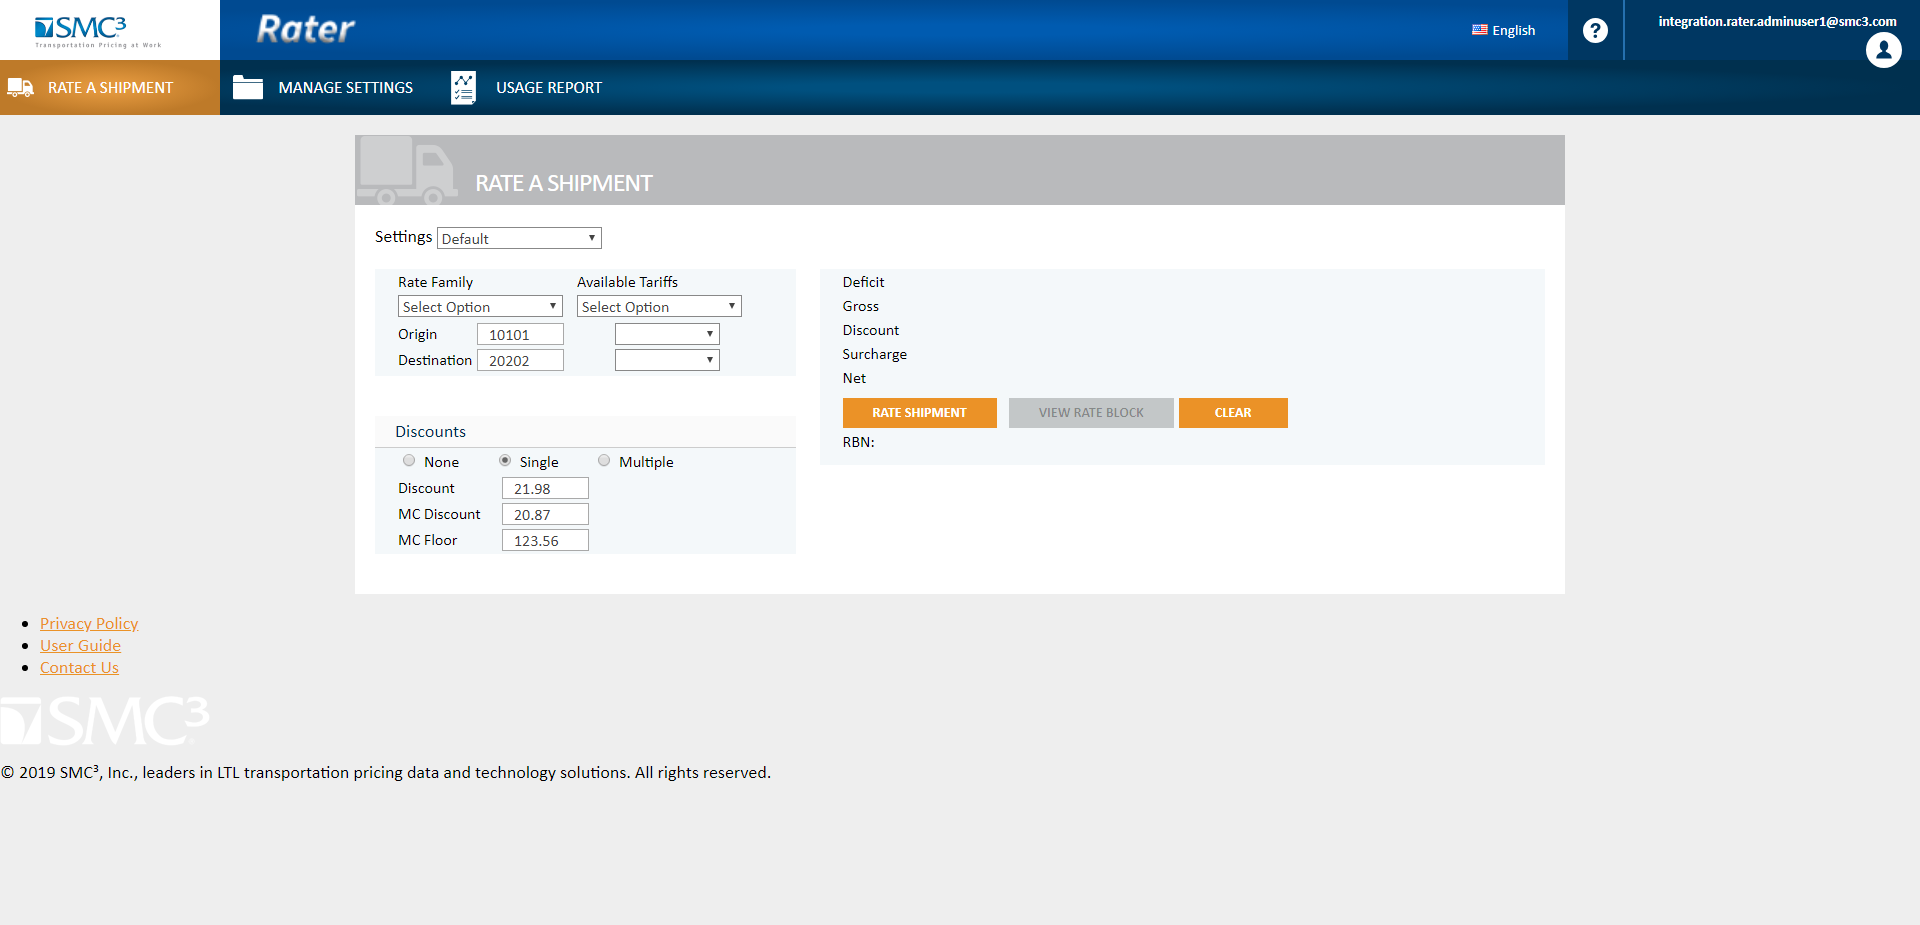 SMC³
Transportation Pricing at Work
Rater
English
?
integration.rater.adminuser1@smc3.com
RATE A SHIPMENT
MANAGE SETTINGS
USAGE REPORT
RATE A SHIPMENT
Settings Default
Rate Family Available Tariffs
Select Option Select Option
Origin 10101
Destination 20202
Discounts
None Single Multiple
Discount 21.98
MC Discount 20.87
MC Floor 123.56
Deficit
Gross
Discount
Surcharge
Net
RATE SHIPMENT VIEW RATE BLOCK CLEAR
RBN:
Privacy Policy
User Guide
Contact Us
SMC³
© 2019 SMC³, Inc., leaders in LTL transportation pricing data and technology solutions. All rights reserved.